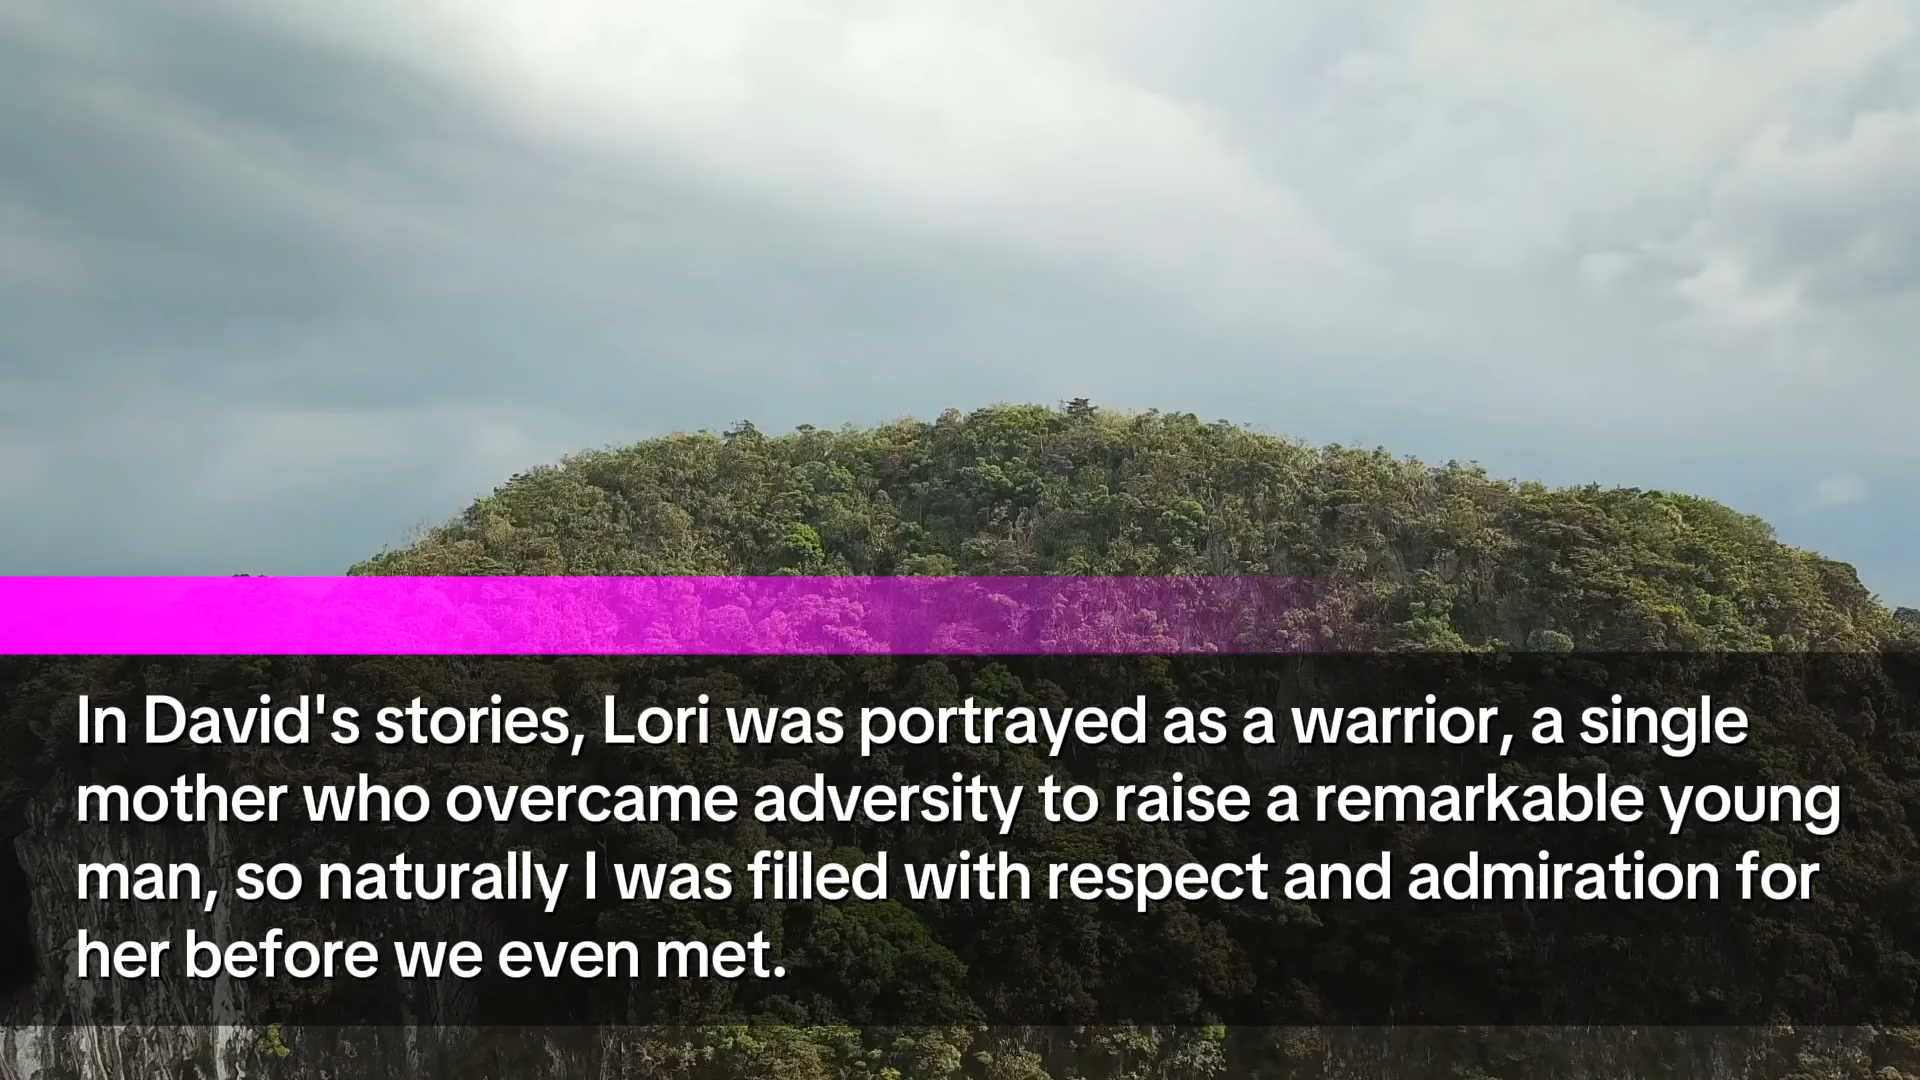 In David's stories, Lori was portrayed as a warrior, a single
mother who overcame adversity to raise a remarkable young
man, so naturally I was filled with respect and admiration for
her before we even met.